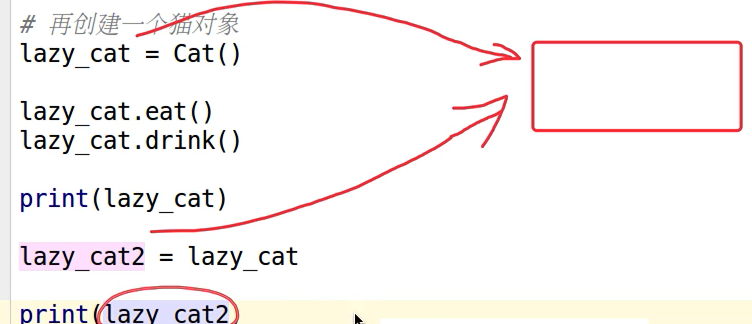 # 再创建一个猫对象
lazy_cat = Cat()
lazy_cat.eat()
lazy_cat.drink()
print(lazy_cat)
lazy_cat2 = lazy_cat
print(lazy_cat2